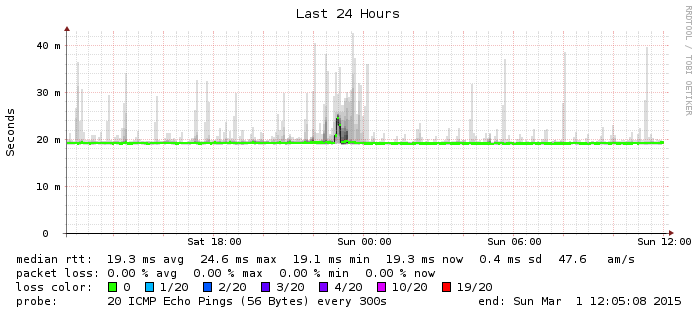 Last 24 Hours
RRDTOOL / TOBI OETIKER
Seconds
40 m
30 m
20 m
10 m
0
Sat 18:00 Sun 00:00 Sun 06:00 Sun 12:00
median rtt: 19.3 ms avg 24.6 ms max 19.1 ms min 19.3 ms now 0.4 ms sd 47.6 am/s
packet loss: 0.00 % avg 0.00 % max 0.00 % min 0.00 % now
loss color: 0 1/20 2/20 3/20 4/20 10/20 19/20
probe: 20 ICMP Echo Pings (56 Bytes) every 300s end: Sun Mar 1 12:05:08 2015